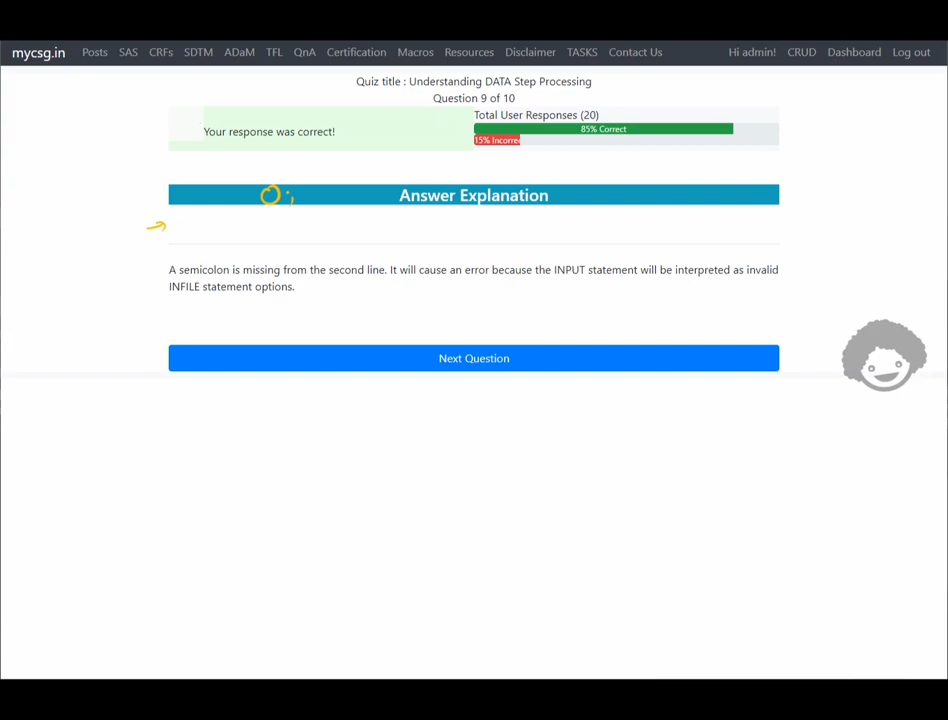 mycsg.in Posts SAS CRFs SDTM ADaM TFL QnA Certification Macros Resources Disclaimer TASKS Contact Us Hi admin! CRUD Dashboard Log out
Quiz title : Understanding DATA Step Processing
Question 9 of 10
Total User Responses (20)
Your response was correct!
85% Correct
15% Incorrec
Answer Explanation
A semicolon is missing from the second line. It will cause an error because the INPUT statement will be interpreted as invalid
INFILE statement options.
Next Question